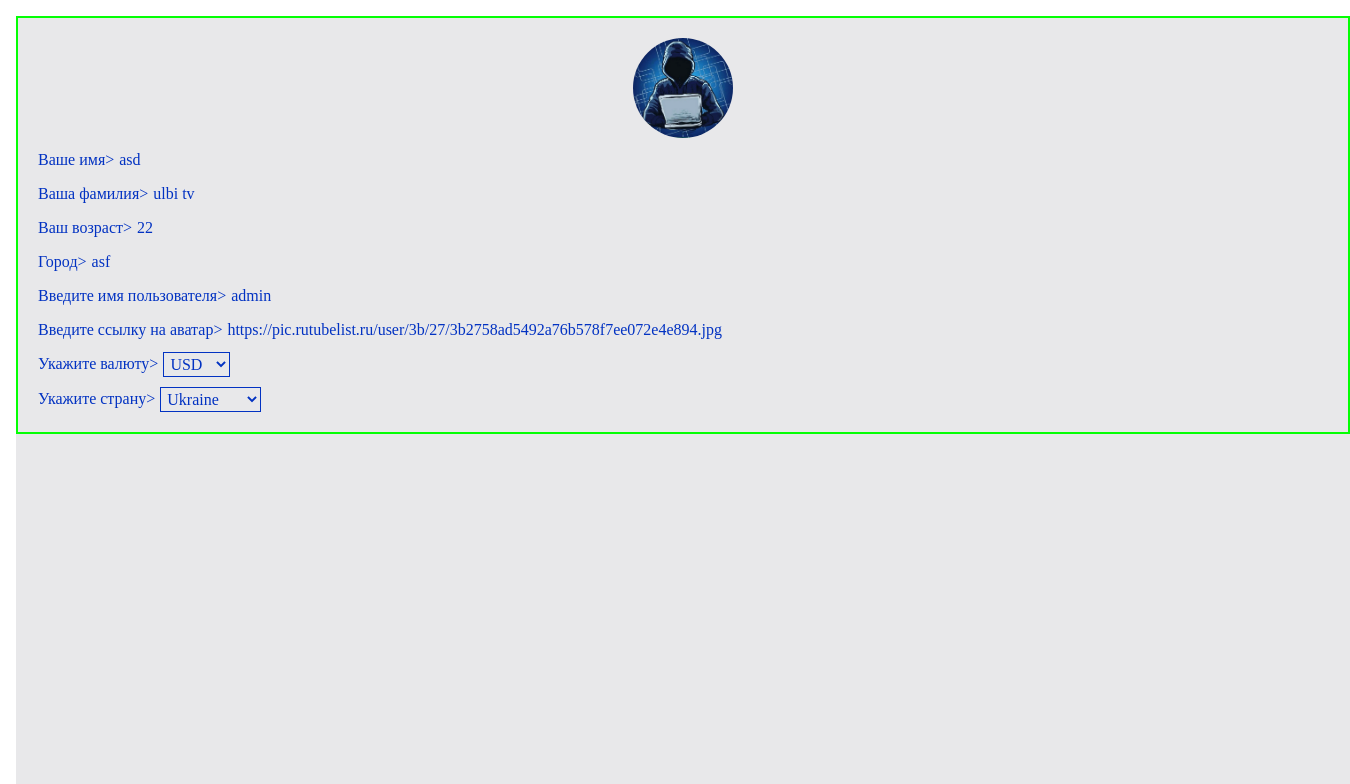 Ваше имя> asd
Ваша фамилия> ulbi tv
Ваш возраст> 22
Город> asf
Введите имя пользователя> admin
Введите ссылку на аватар> https://pic.rutubelist.ru/user/3b/27/3b2758ad5492a76b578f7ee072e4e894.jpg
Укажите валюту> USD
Укажите страну> Ukraine